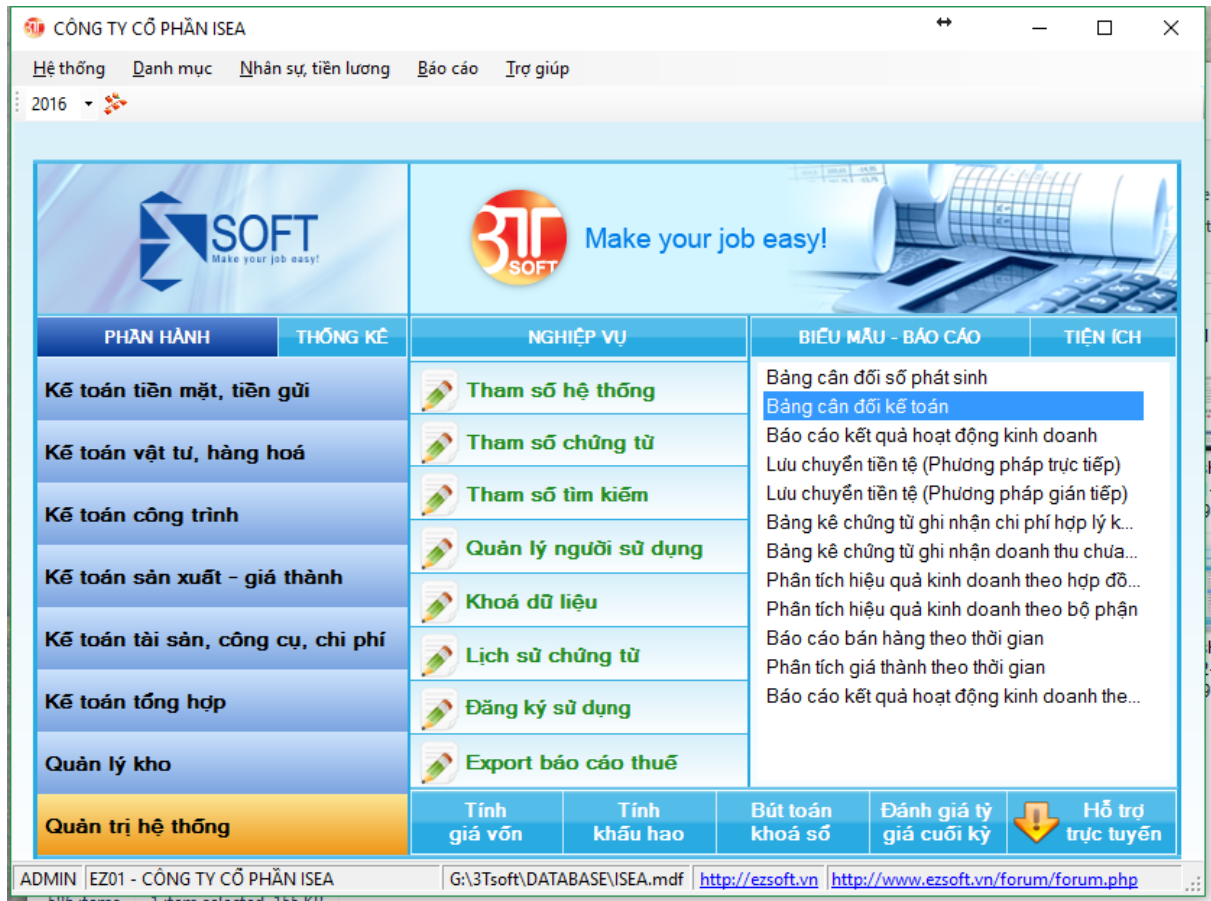 CÔNG TY CỔ PHẦN ISEA
Hệ thống Danh mục Nhân sự, tiền lương Báo cáo Trợ giúp
2016
SOFT
Make your job easy!
3T
SOFT
Make your job easy!
PHÂN HÀNH
THỐNG KÊ
NGHIỆP VỤ
BIỂU MẪU - BÁO CÁO
TIỆN ÍCH
Kế toán tiền mặt, tiền gửi
Kế toán vật tư, hàng hoá
Kế toán công trình
Kế toán sản xuất - giá thành
Kế toán tài sản, công cụ, chi phí
Kế toán tổng hợp
Quản lý kho
Quản trị hệ thống
Tham số hệ thống
Tham số chứng từ
Tham số tìm kiếm
Quản lý người sử dụng
Khoá dữ liệu
Lịch sử chứng từ
Đăng ký sử dụng
Export báo cáo thuế
Bảng cân đối số phát sinh
Bảng cân đối kế toán
Báo cáo kết quả hoạt động kinh doanh
Lưu chuyển tiền tệ (Phương pháp trực tiếp)
Lưu chuyển tiền tệ (Phương pháp gián tiếp)
Bảng kê chứng từ ghi nhận chi phí hợp lý k...
Bảng kê chứng từ ghi nhận doanh thu chưa...
Phân tích hiệu quả kinh doanh theo hợp đồ...
Phân tích hiệu quả kinh doanh theo bộ phận
Báo cáo bán hàng theo thời gian
Phân tích giá thành theo thời gian
Báo cáo kết quả hoạt động kinh doanh the...
Tính
giá vốn
Tính
khấu hao
Bút toán
khoá sổ
Đánh giá tỷ
giá cuối kỳ
Hỗ trợ
trực tuyến
ADMIN EZ01 - CÔNG TY CỔ PHẦN ISEA G:\3Tsoft\DATABASE\ISEA.mdf http://ezsoft.vn http://www.ezsoft.vn/forum/forum.php